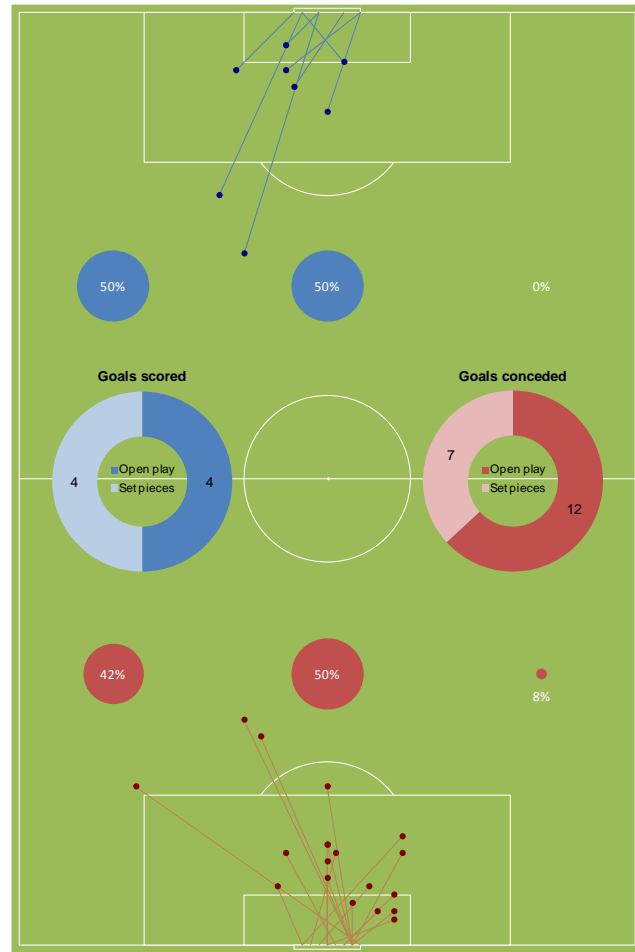 50%
50%
0%
Goals scored
Goals conceded
4
Open play
Set pieces
4
7
Open play
Set pieces
12
42%
50%
8%